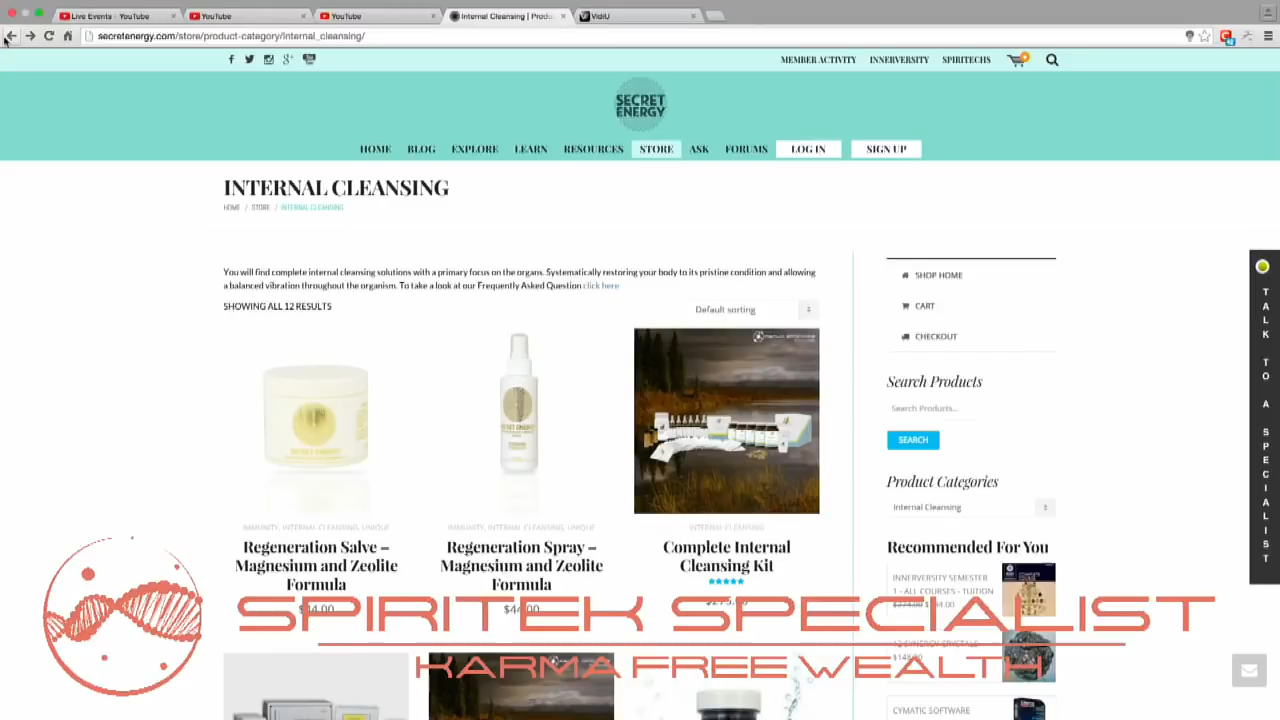 Live Events - YouTube
YouTube
YouTube
Internal Cleansing | Produ
VidiU
secretenergy.com/store/product-category/internal_cleansing/
MEMBER ACTIVITY
INNERVERSITY
SPIRITECHS
SECRET
ENERGY
HOME
BLOG
EXPLORE
LEARN
RESOURCES
STORE
ASK
FORUMS
LOG IN
SIGN UP
INTERNAL CLEANSING
HOME / STORE / INTERNAL CLEANSING
You will find complete internal cleansing solutions with a primary focus on the organs. Systematically restoring your body to its pristine condition and allowing
a balanced vibration throughout the organism. To take a look at our Frequently Asked Question click here
SHOWING ALL 12 RESULTS
Default sorting
IMMUNITY, INTERNAL CLEANSING, UNIQUE
Regeneration Salve –
Magnesium and Zeolite
Formula
$44.00
IMMUNITY, INTERNAL CLEANSING, UNIQUE
Regeneration Spray –
Magnesium and Zeolite
Formula
$44.00
INTERNAL CLEANSING
Complete Internal
Cleansing Kit
SHOP HOME
CART
CHECKOUT
Search Products
Search Products...
SEARCH
Product Categories
Internal Cleansing
Recommended For You
INNERVERSITY SEMESTER
1 - ALL COURSES - TUITION
12 SYNERGY CRYSTALS
CYMATIC SOFTWARE
TALK TO A SPECIALIST
SPIRITEK SPECIALIST
KARMA FREE WEALTH